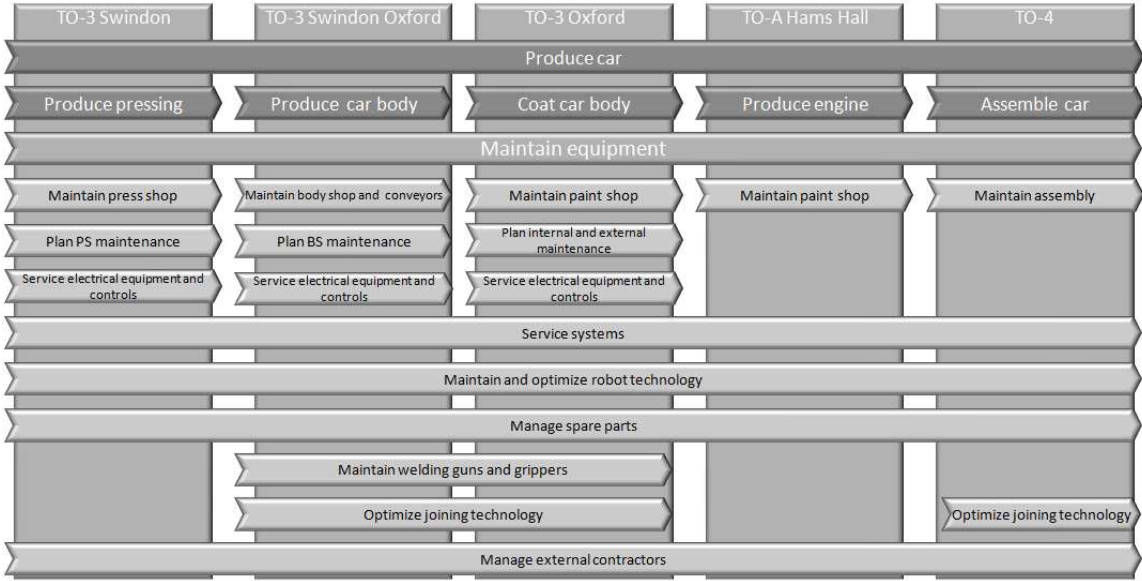 TO-3 Swindon
TO-3 Swindon Oxford
TO-3 Oxford
TO-A Hams Hall
TO-4
Produce car
Produce pressing
Produce car body
Coat car body
Produce engine
Assemble car
Maintain equipment
Maintain press shop
Maintain body shop and conveyors
Maintain paint shop
Maintain paint shop
Maintain assembly
Plan PS maintenance
Plan BS maintenance
Plan internal and external
maintenance
Service electrical equipment and
controls
Service electrical equipment and
controls
Service electrical equipment and
controls
Service systems
Maintain and optimize robot technology
Manage spare parts
Maintain welding guns and grippers
Optimize joining technology
Optimize joining technology
Manage external contractors